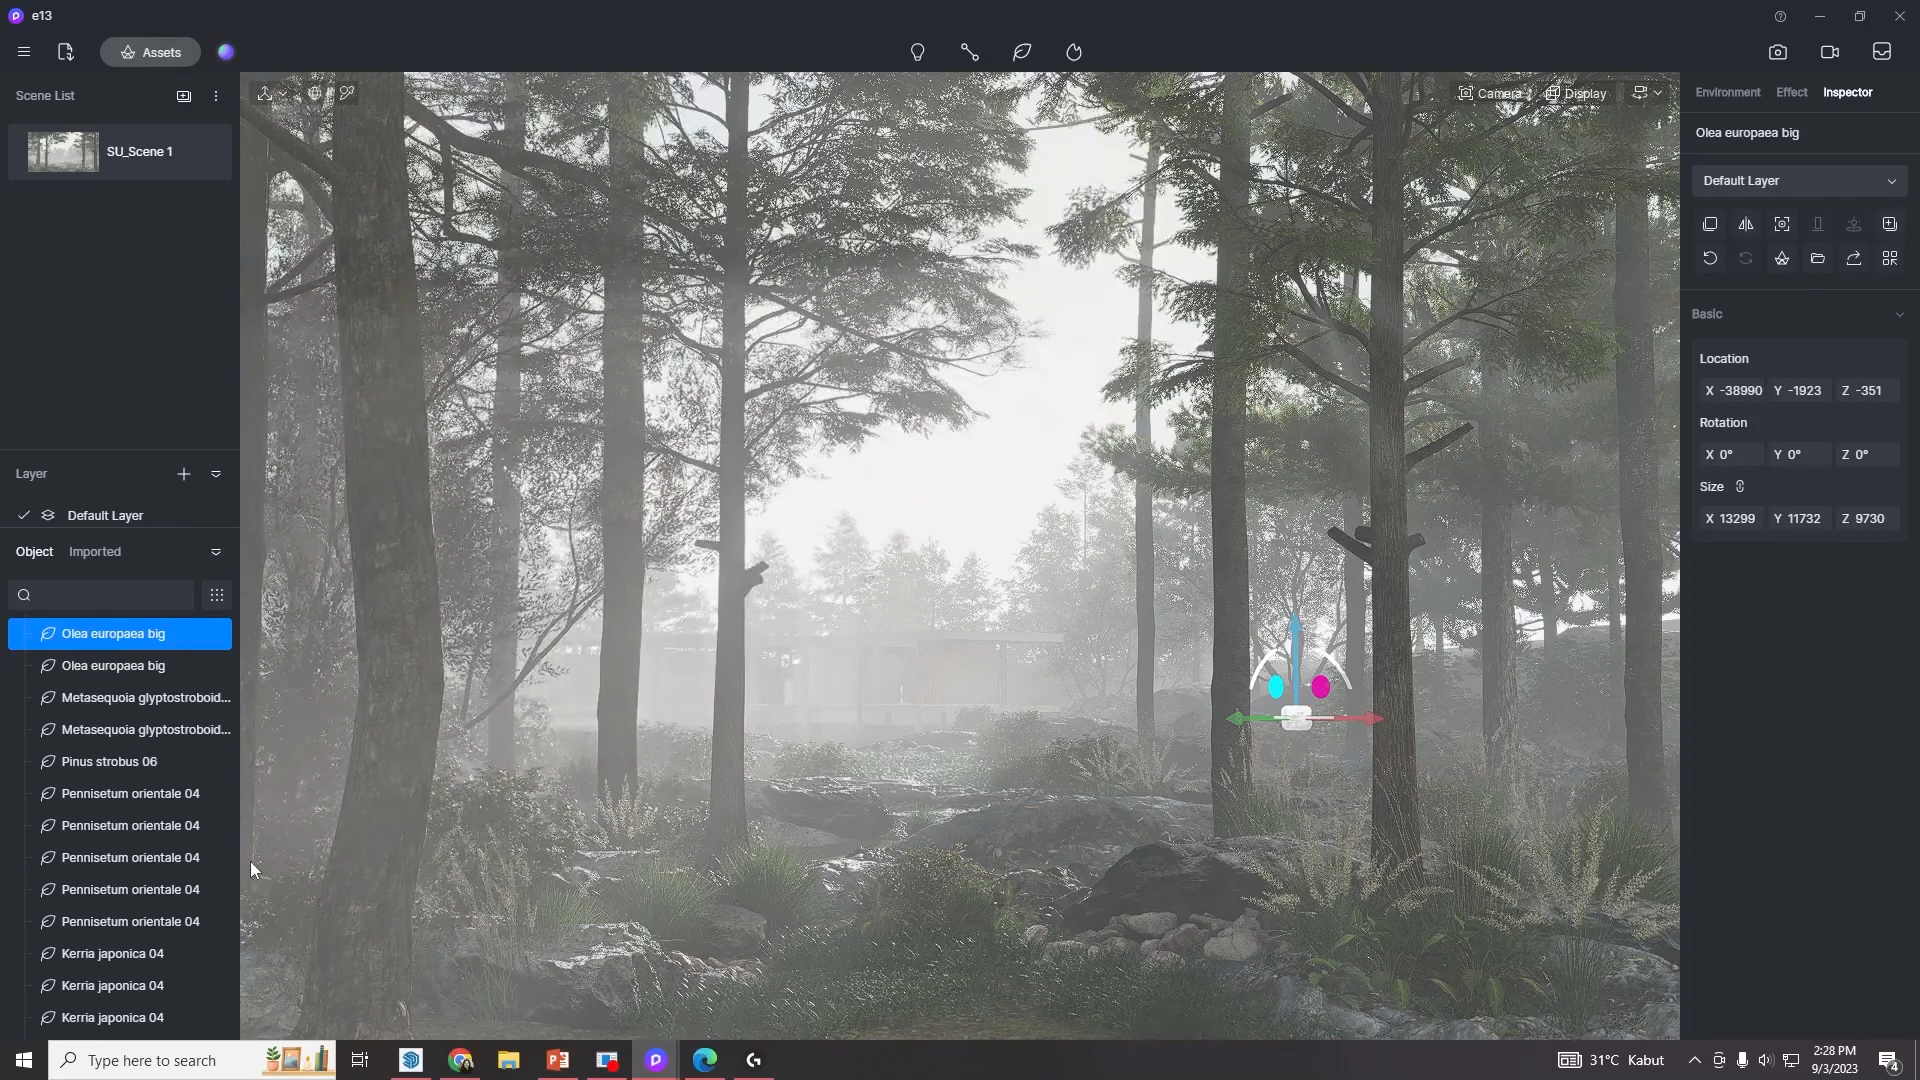 e13
Assets
Scene List
SU_Scene 1
Camera
Display
Environment
Effect
Inspector
Olea europaea big
Default Layer
Basic
Location
X -38990 Y -1923 Z -351
Rotation
X 0° Y 0° Z 0°
Size
X 13299 Y 11732 Z 9730
Layer
Default Layer
Object
Imported
Olea europaea big
Olea europaea big
Metasequoia glyptostroboid...
Metasequoia glyptostroboid...
Pinus strobus 06
Pennisetum orientale 04
Pennisetum orientale 04
Pennisetum orientale 04
Pennisetum orientale 04
Pennisetum orientale 04
Kerria japonica 04
Kerria japonica 04
Kerria japonica 04
Type here to search
31°C Kabut
2:28 PM
9/3/2023
4